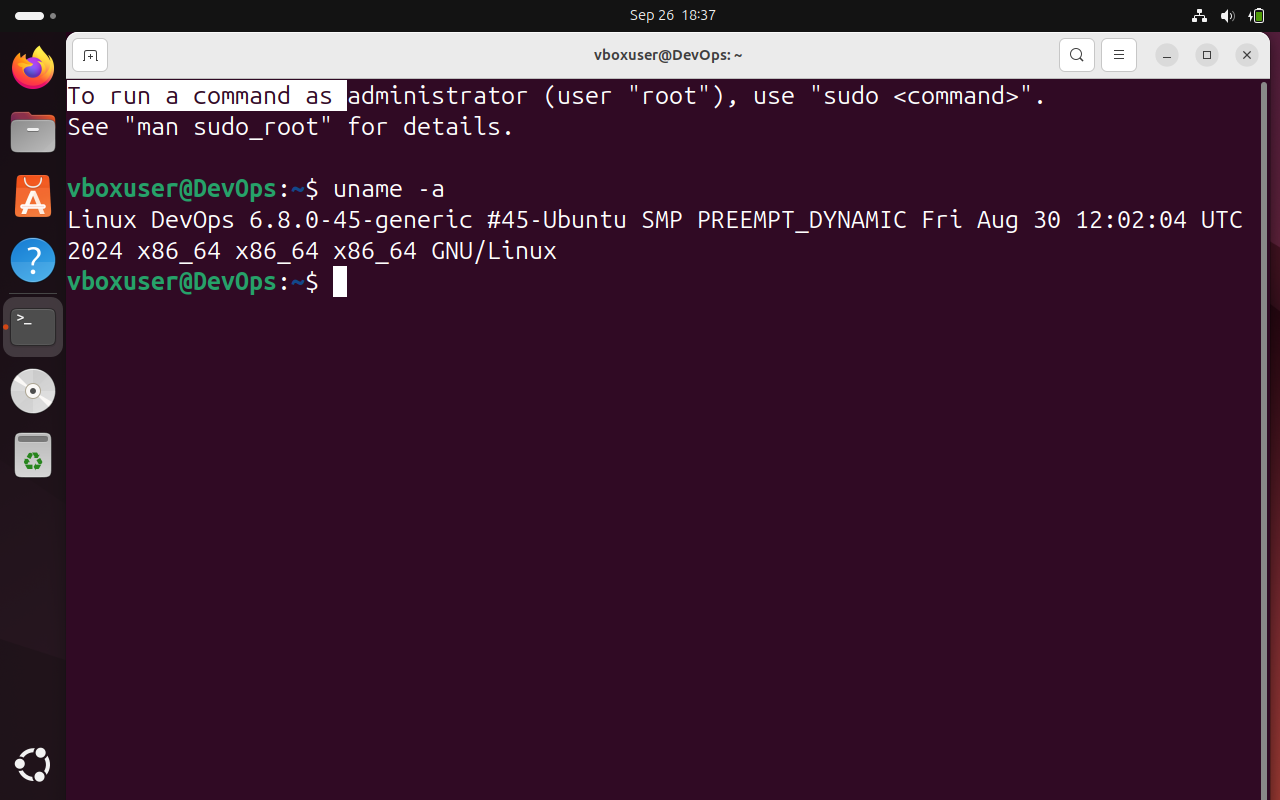 Sep 26 18:37
vboxuser@DevOps: ~
To run a command as administrator (user "root"), use "sudo <command>".
See "man sudo_root" for details.
vboxuser@DevOps:~$ uname -a
Linux DevOps 6.8.0-45-generic #45-Ubuntu SMP PREEMPT_DYNAMIC Fri Aug 30 12:02:04 UTC
2024 x86_64 x86_64 x86_64 GNU/Linux
vboxuser@DevOps:~$